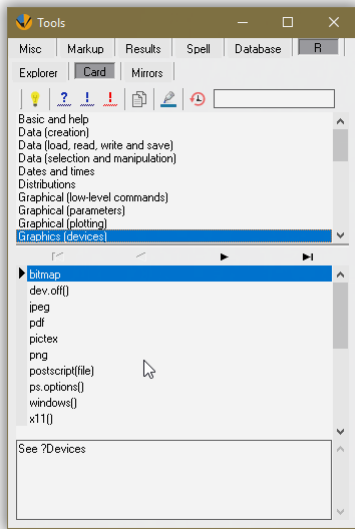 Tools
Misc Markup Results Spell Database R
Explorer Card Mirrors
? ! !
Basic and help
Data (creation)
Data (load, read, write and save)
Data (selection and manipulation)
Dates and times
Distributions
Graphical (low-level commands)
Graphical (parameters)
Graphical (plotting)
Graphics (devices)
bitmap
dev.off()
jpeg
pdf
pictex
png
postscript(file)
ps.options()
windows()
x11()
See ?Devices